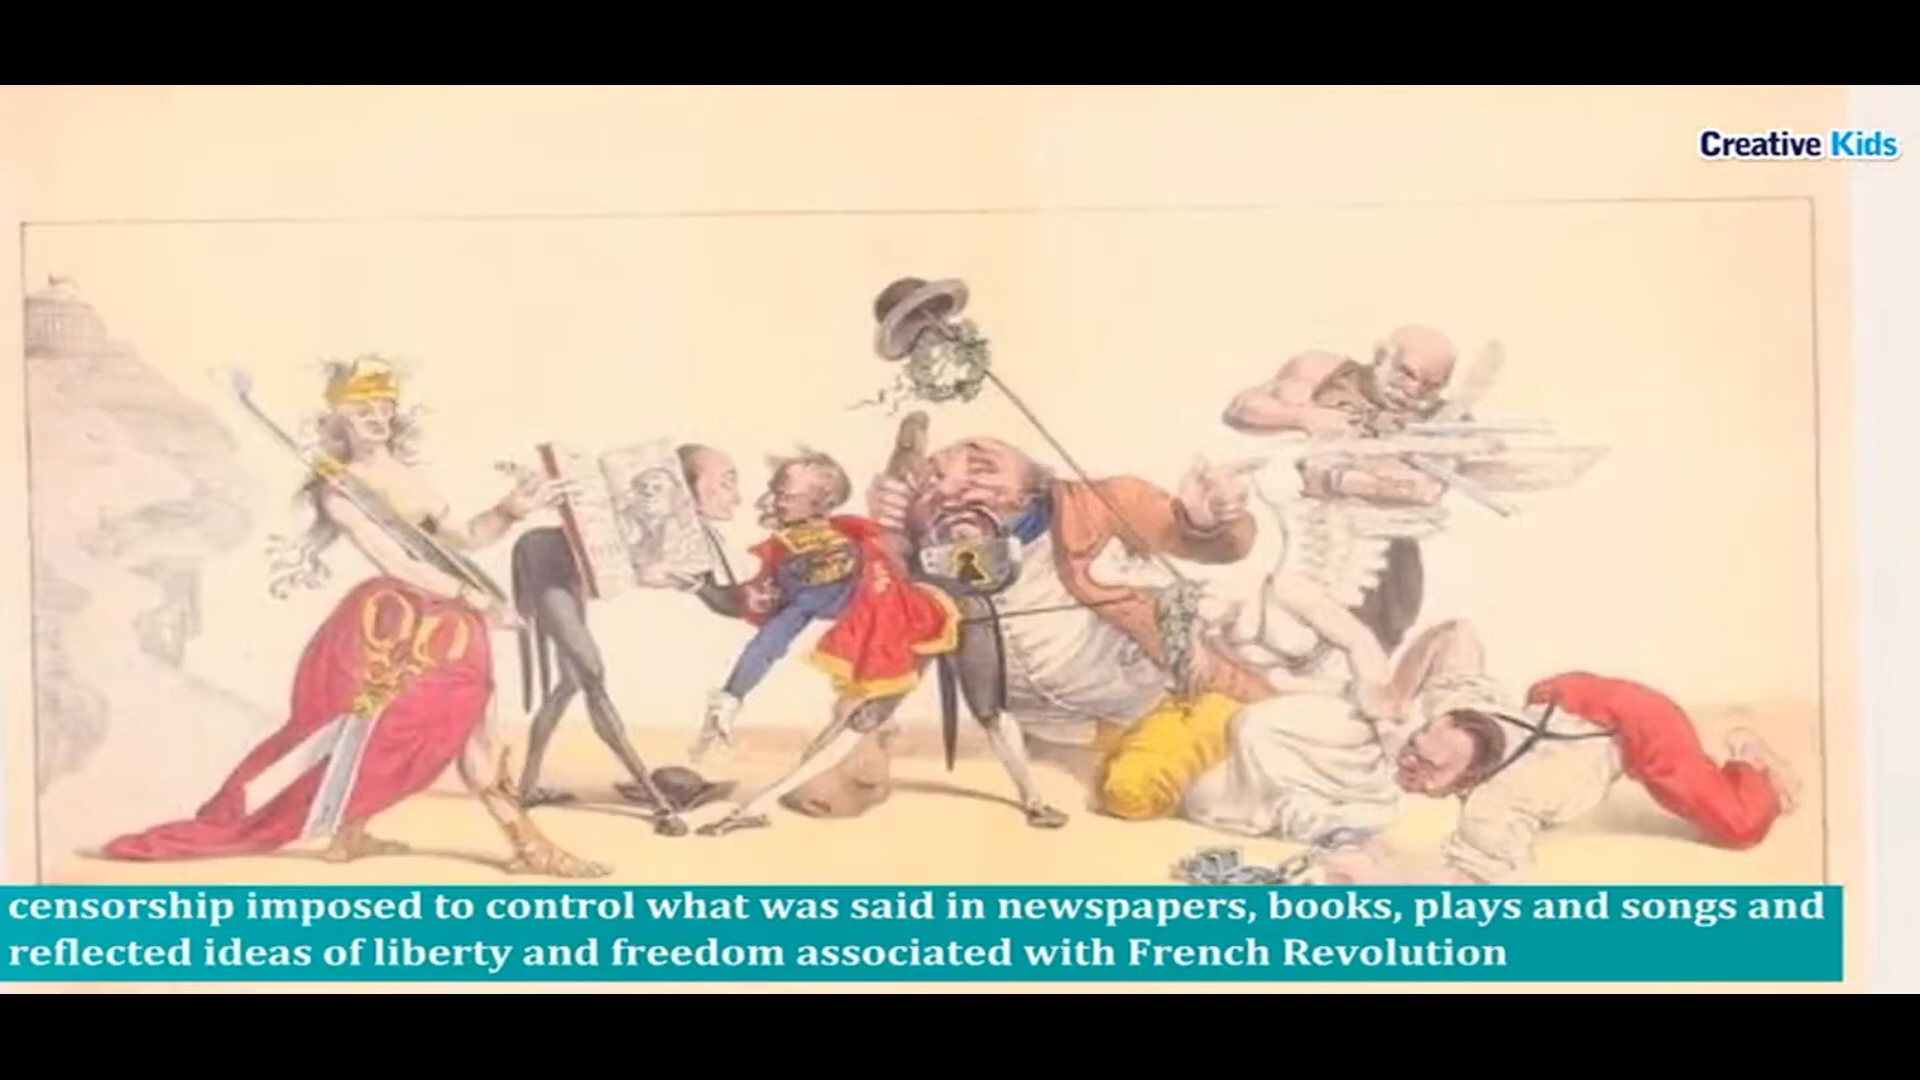 Creative Kids
censorship imposed to control what was said in newspapers, books, plays and songs and
reflected ideas of liberty and freedom associated with French Revolution